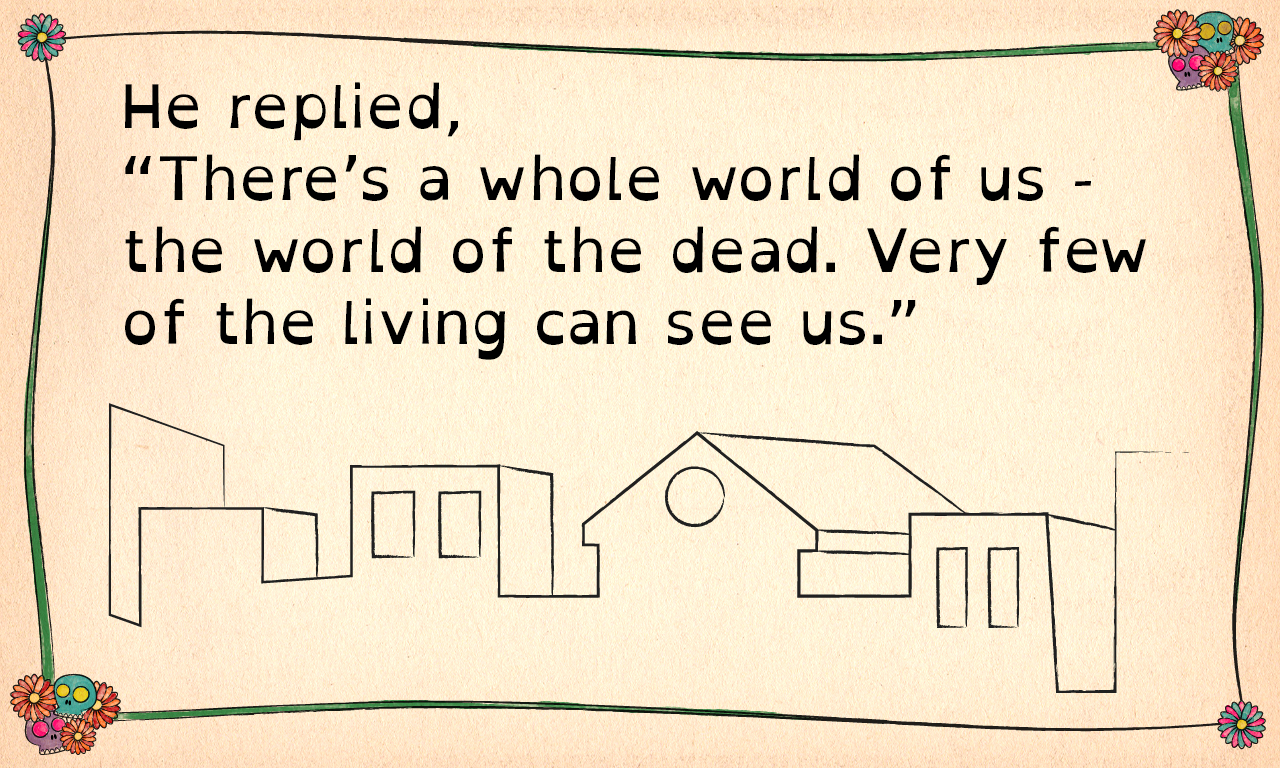 He replied,
“There’s a whole world of us -
the world of the dead. Very few
of the living can see us.”